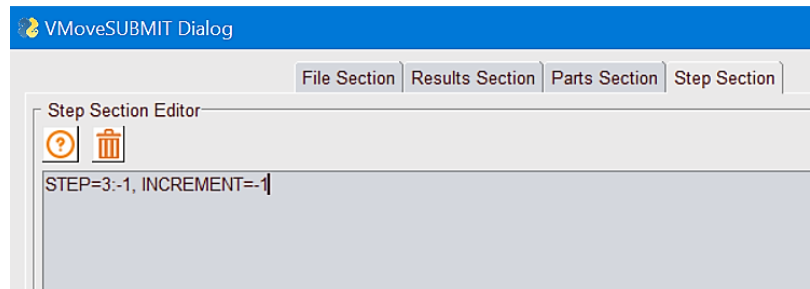 VMoveSUBMIT Dialog
File Section Results Section Parts Section Step Section
Step Section Editor
?
STEP=3:-1, INCREMENT=-1